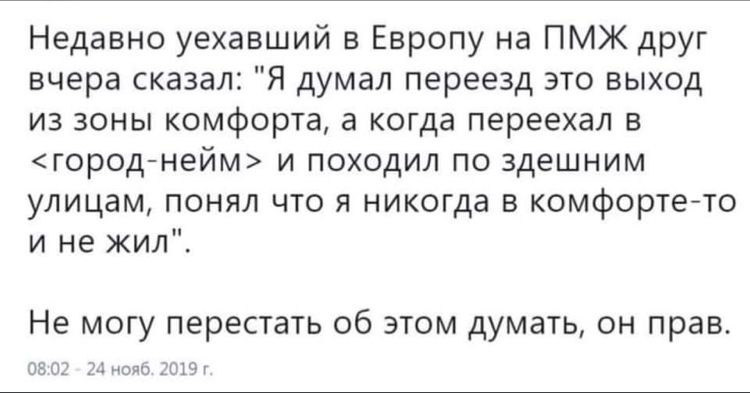 Недавно уехавший в Европу на ПМЖ друг
вчера сказал: "Я думал переезд это выход
из зоны комфорта, а когда переехал в
<город-нейм> и походил по здешним
улицам, понял что я никогда в комфорте-то
и не жил".
Не могу перестать об этом думать, он прав.
08:02 - 24 нояб. 2019 г.